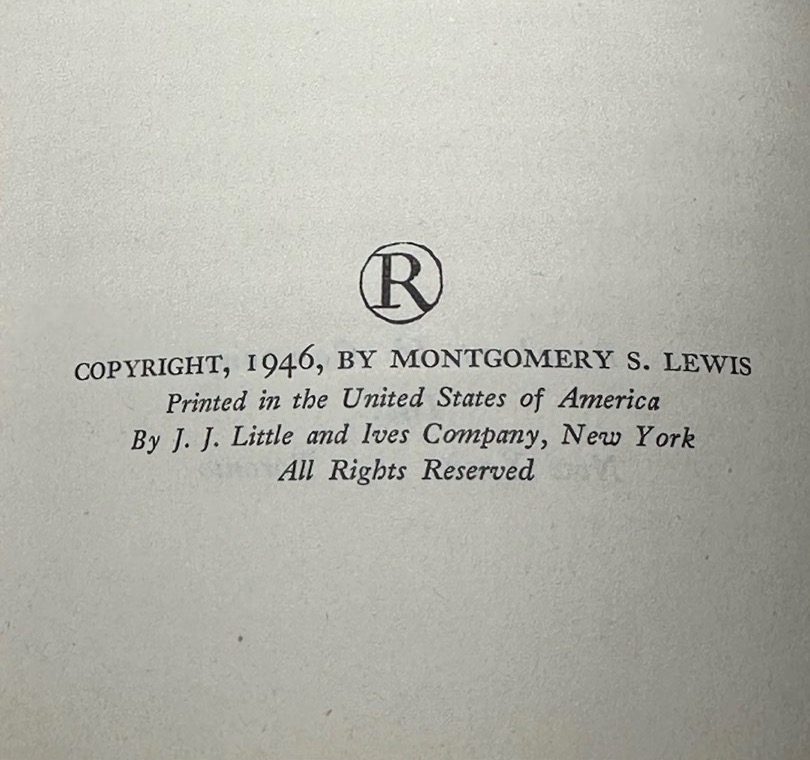 R
COPYRIGHT, 1946, BY MONTGOMERY S. LEWIS
Printed in the United States of America
By J. J. Little and Ives Company, New York
All Rights Reserved